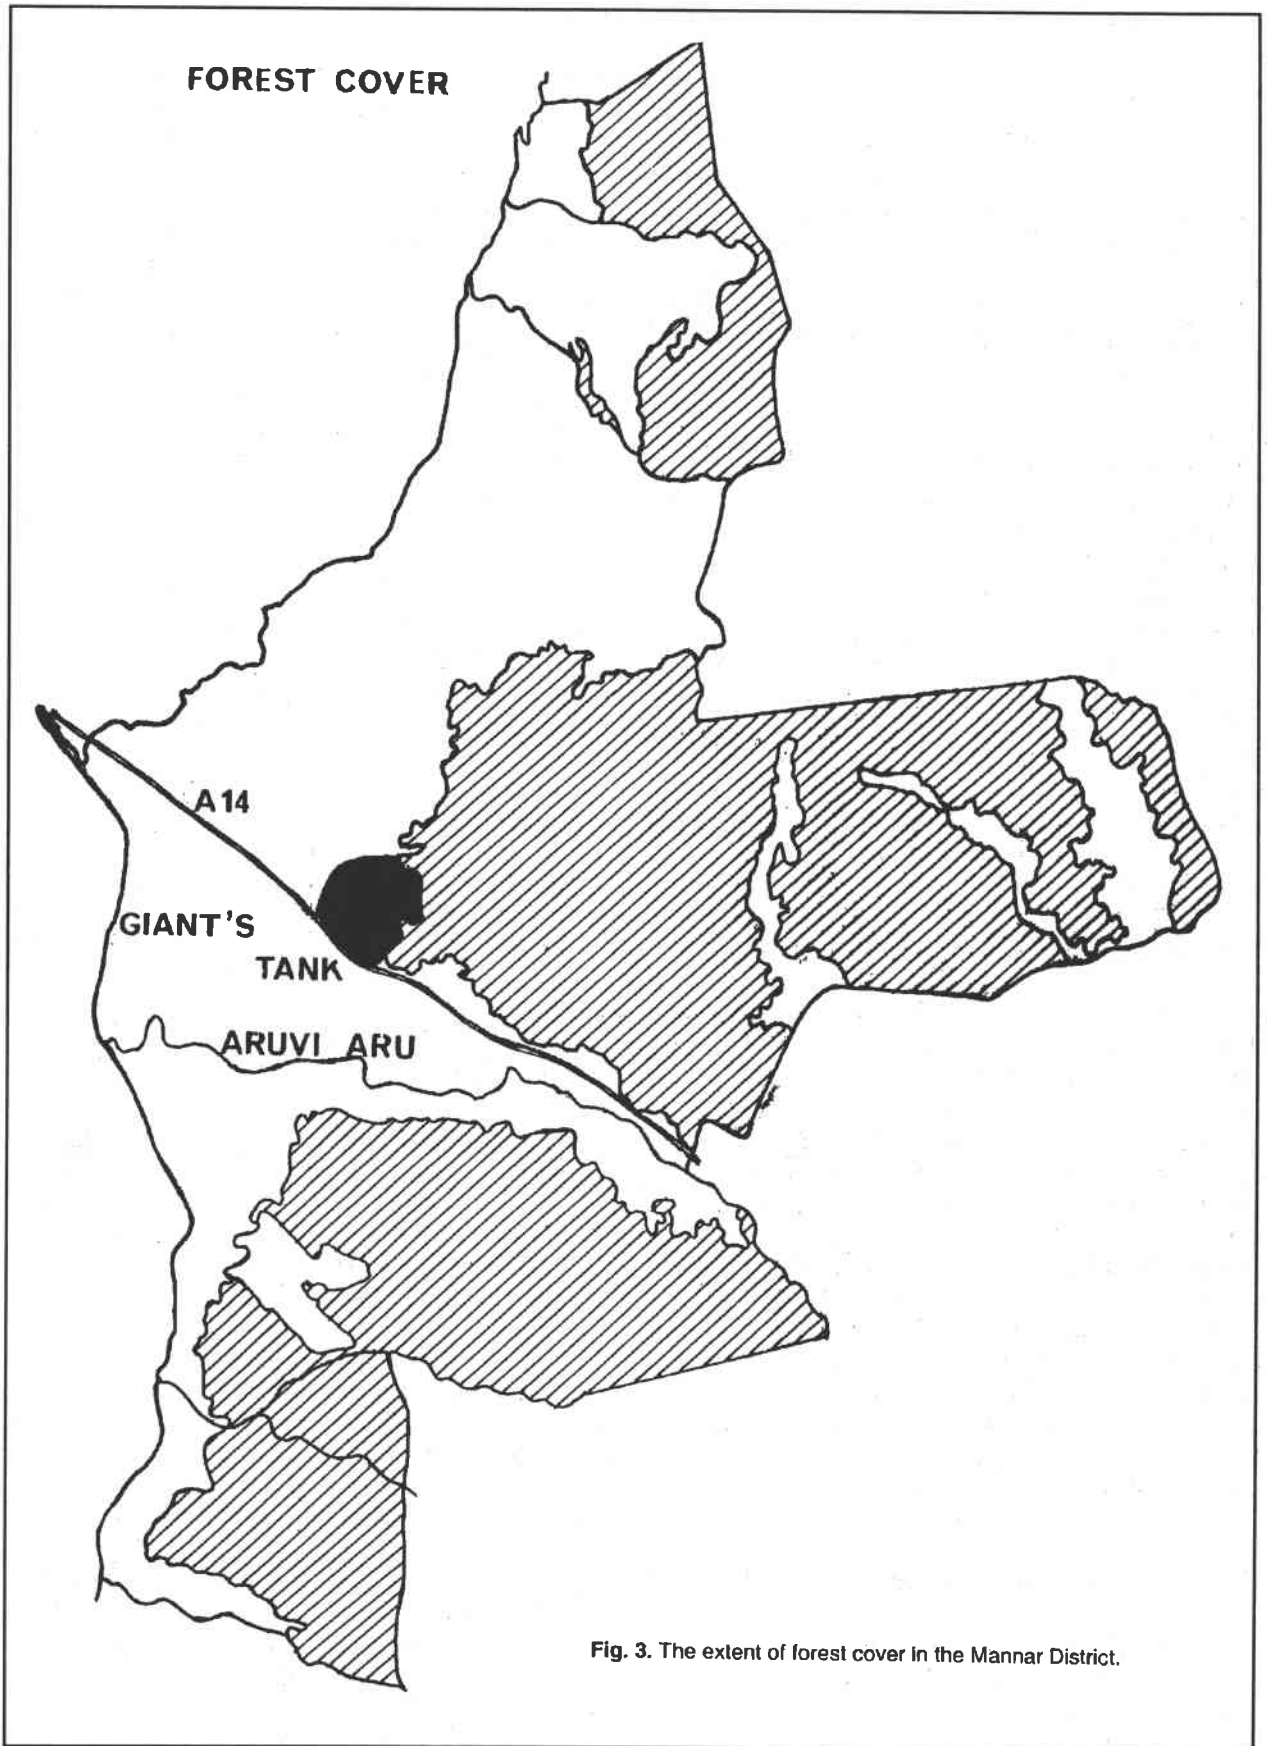 FOREST COVER
A14
GIANT'S
TANK
ARUVI ARU
Fig. 3. The extent of forest cover in the Mannar District.